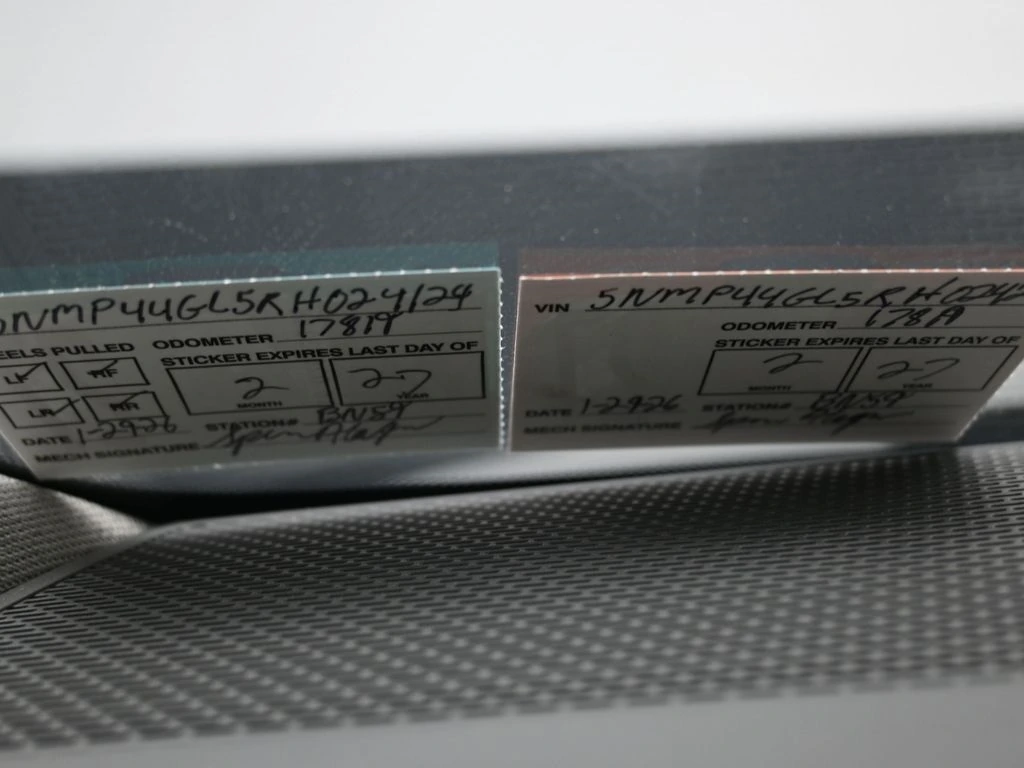 5NMP44GL5RH024124
ODOMETER 17819
EELS PULLED
STICKER EXPIRES LAST DAY OF
LF RF
2 27
MONTH YEAR
LR RR
DATE 1-29-26 STATION# BN59
MECH SIGNATURE
VIN 5NMP44GL5RH024
ODOMETER 17819
STICKER EXPIRES LAST DAY OF
2 27
MONTH YEAR
DATE 1-29-26 STATION# BN59
MECH SIGNATURE